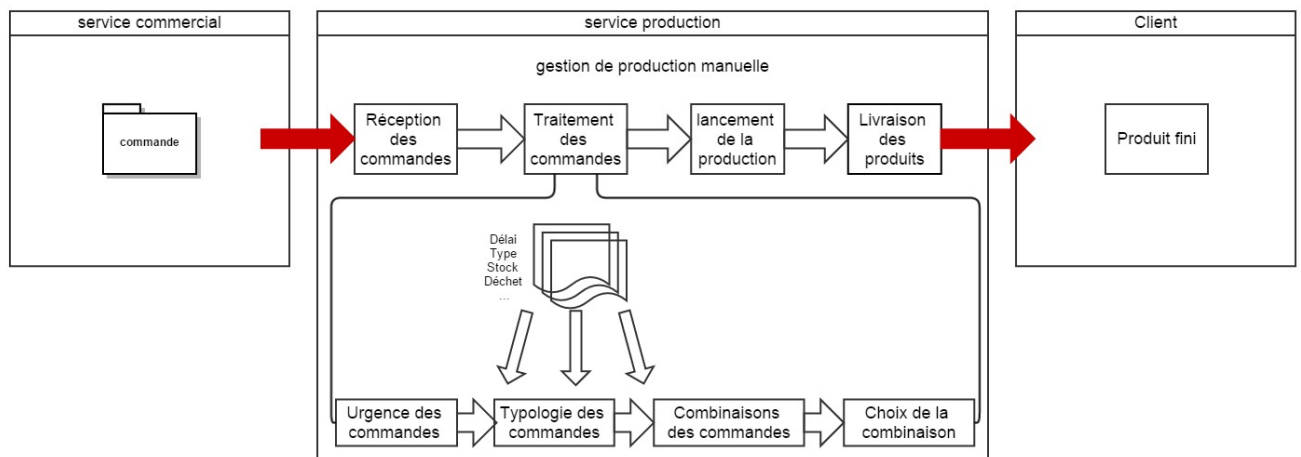 service commercial
service production
Client
gestion de production manuelle
commande
Réception
des
commandes
Traitement
des
commandes
lancement
de la
production
Livraison
des
produits
Produit fini
Délai
Type
Stock
Déchet
...
Urgence des
commandes
Typologie des
commandes
Combinaisons
des commandes
Choix de la
combinaison